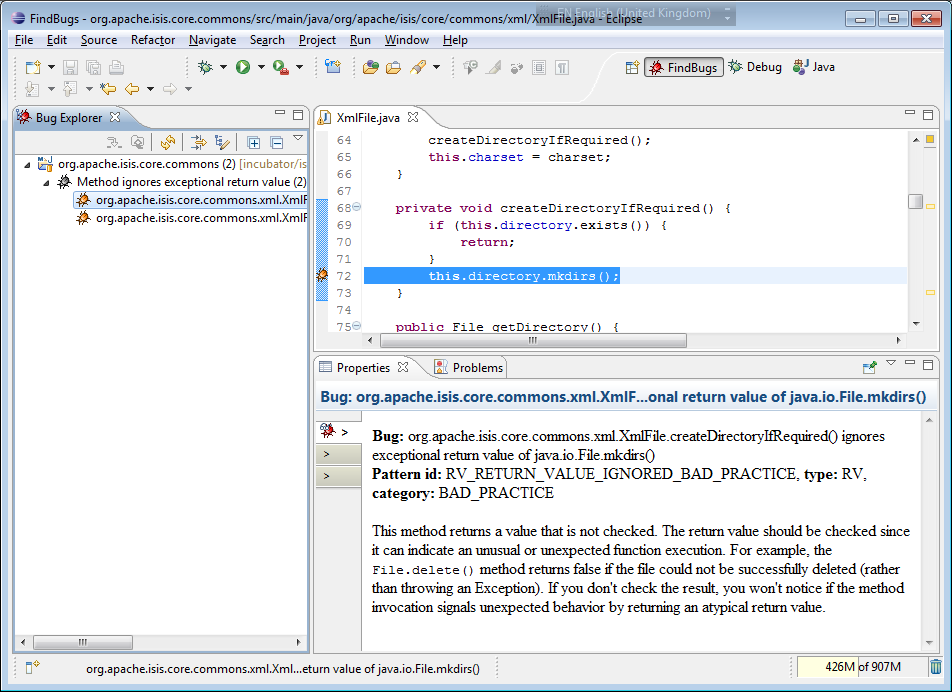 FindBugs - org.apache.isis.core.commons/src/main/java/org/apache/isis/core/commons/xml/XmlFile.java - Eclipse
EN English (United Kingdom)
File Edit Source Refactor Navigate Search Project Run Window Help
FindBugs Debug Java
Bug Explorer
org.apache.isis.core.commons (2) [incubator/is
Method ignores exceptional return value (2)
org.apache.isis.core.commons.xml.XmlF
org.apache.isis.core.commons.xml.XmlF
XmlFile.java
64 createDirectoryIfRequired();
65 this.charset = charset;
66 }
67
68 private void createDirectoryIfRequired() {
69 if (this.directory.exists()) {
70 return;
71 }
72 this.directory.mkdirs();
73 }
74
75 public File getDirectory() {
Properties Problems
Bug: org.apache.isis.core.commons.xml.XmlF...onal return value of java.io.File.mkdirs()
Bug: org.apache.isis.core.commons.xml.XmlFile.createDirectoryIfRequired() ignores
exceptional return value of java.io.File.mkdirs()
Pattern id: RV_RETURN_VALUE_IGNORED_BAD_PRACTICE, type: RV,
category: BAD_PRACTICE
This method returns a value that is not checked. The return value should be checked since
it can indicate an unusual or unexpected function execution. For example, the
File.delete() method returns false if the file could not be successfully deleted (rather
than throwing an Exception). If you don't check the result, you won't notice if the method
invocation signals unexpected behavior by returning an atypical return value.
org.apache.isis.core.commons.xml.Xml...eturn value of java.io.File.mkdirs()
426M of 907M